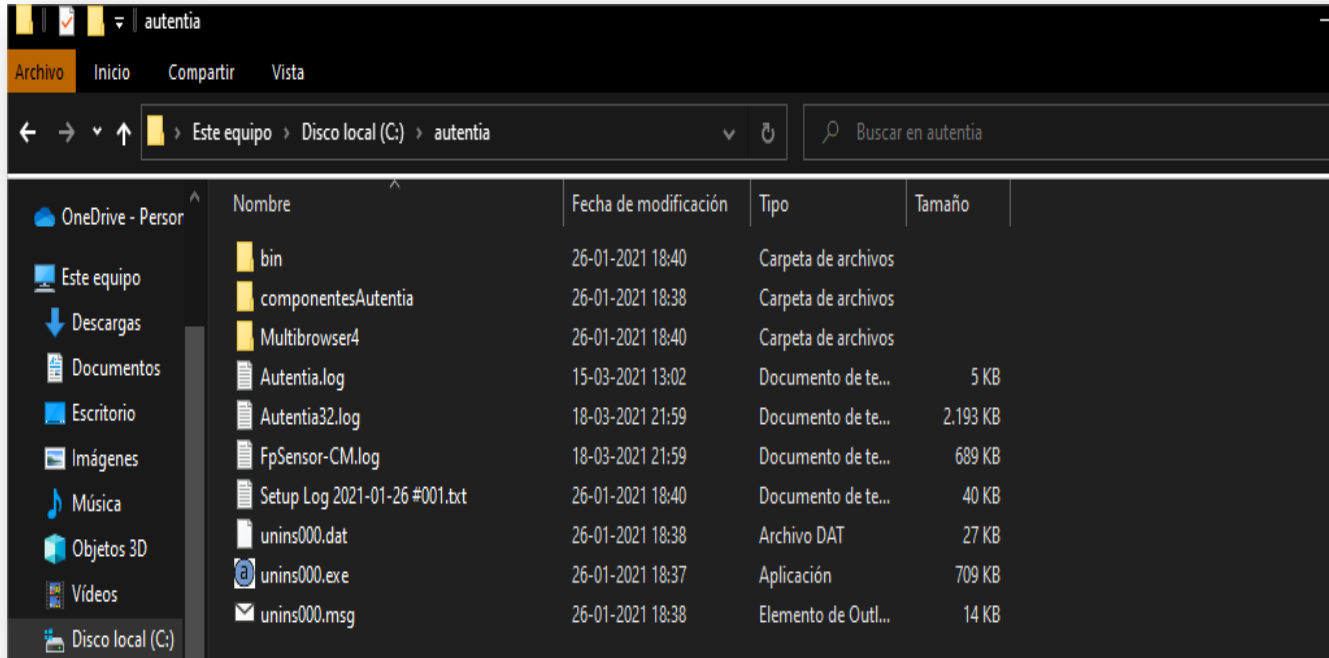 autentia
Archivo Inicio Compartir Vista
Este equipo > Disco local (C:) > autentia
Buscar en autentia
OneDrive - Person
Este equipo
Descargas
Documentos
Escritorio
Imágenes
Música
Objetos 3D
Vídeos
Disco local (C:)
Nombre Fecha de modificación Tipo Tamaño
bin 26-01-2021 18:40 Carpeta de archivos
componentesAutentia 26-01-2021 18:38 Carpeta de archivos
Multibrowser4 26-01-2021 18:40 Carpeta de archivos
Autentia.log 15-03-2021 13:02 Documento de te... 5 KB
Autentia32.log 18-03-2021 21:59 Documento de te... 2.193 KB
FpSensor-CM.log 18-03-2021 21:59 Documento de te... 689 KB
Setup Log 2021-01-26 #001.txt 26-01-2021 18:40 Documento de te... 40 KB
unins000.dat 26-01-2021 18:38 Archivo DAT 27 KB
unins000.exe 26-01-2021 18:37 Aplicación 709 KB
unins000.msg 26-01-2021 18:38 Elemento de Outl... 14 KB